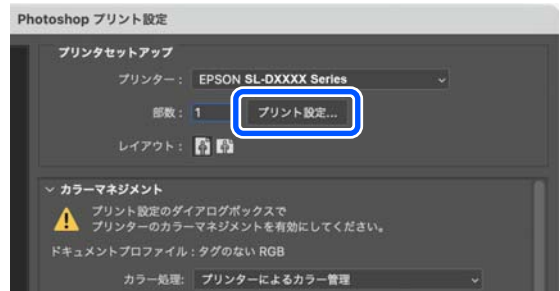 Photoshop プリント設定
プリンタセットアップ
プリンター： EPSON SL-DXXXX Series
部数： 1 プリント設定...
レイアウト：
カラーマネジメント
プリント設定のダイアログボックスで
プリンターのカラーマネジメントを有効にしてください。
ドキュメントプロファイル：タグのない RGB
カラー処理： プリンターによるカラー管理